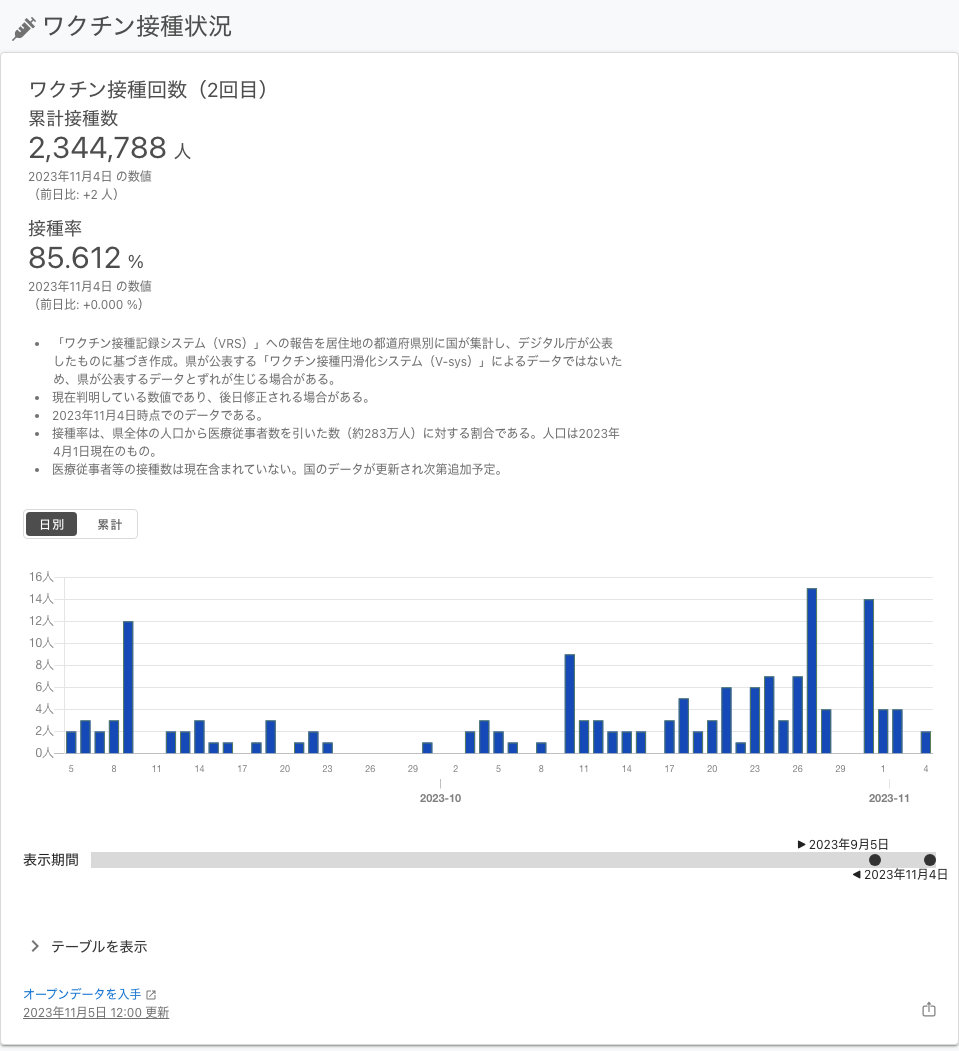 ワクチン接種状況
ワクチン接種回数（2回目）
累計接種数
2,344,788 人
2023年11月4日 の数値
（前日比: +2 人）
接種率
85.612 %
2023年11月4日 の数値
（前日比: +0.000 %）
• 「ワクチン接種記録システム（VRS）」への報告を居住地の都道府県別に国が集計し、デジタル庁が公表
したものに基づき作成。県が公表する「ワクチン接種円滑化システム（V-sys）」によるデータではないた
め、県が公表するデータとずれが生じる場合がある。
• 現在判明している数値であり、後日修正される場合がある。
• 2023年11月4日時点でのデータである。
• 接種率は、県全体の人口から医療従事者数を引いた数（約283万人）に対する割合である。人口は2023年
4月1日現在のもの。
• 医療従事者等の接種数は現在含まれていない。国のデータが更新され次第追加予定。
日別 累計
16人
14人
12人
10人
8人
6人
4人
2人
0人
5 8 11 14 17 20 23 26 29 2 5 8 11 14 17 20 23 26 29 1 4
2023-10 2023-11
▶ 2023年9月5日
表示期間
◀ 2023年11月4日
テーブルを表示
オープンデータを入手
2023年11月5日 12:00 更新